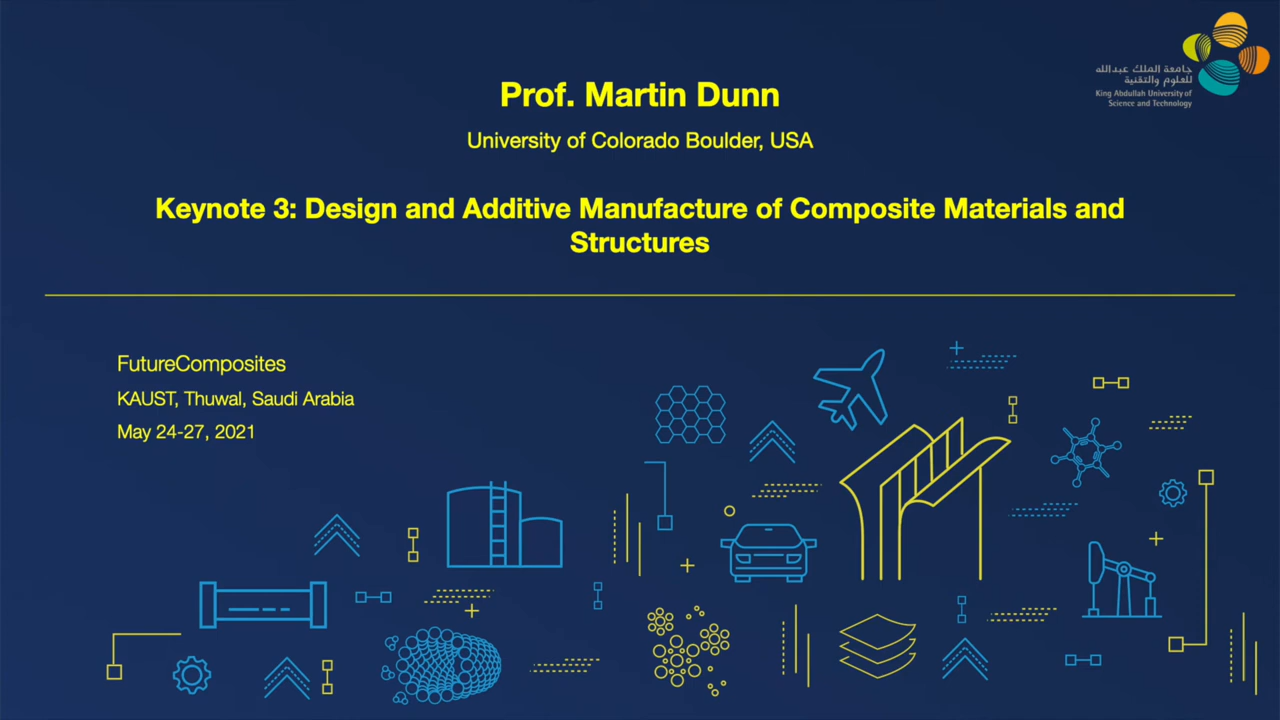 جامعة الملك عبدالله
للعلوم والتقنية
King Abdullah University of
Science and Technology
Prof. Martin Dunn
University of Colorado Boulder, USA
Keynote 3: Design and Additive Manufacture of Composite Materials and
Structures
FutureComposites
KAUST, Thuwal, Saudi Arabia
May 24-27, 2021